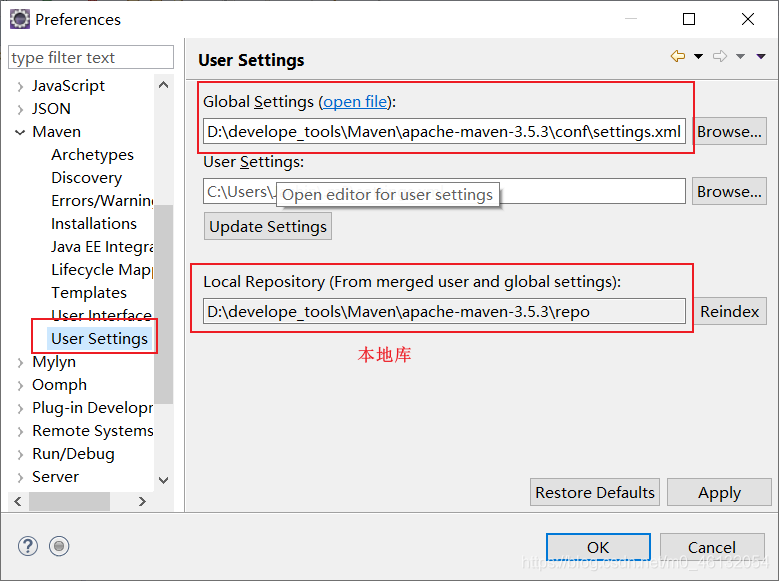 Preferences
type filter text
JavaScript
JSON
Maven
Archetypes
Discovery
Errors/Warning
Installations
Java EE Integra
Lifecycle Mapp
Templates
User Interface
User Settings
Mylyn
Oomph
Plug-in Developr
Remote Systems
Run/Debug
Server
User Settings
Global Settings (open file):
D:\develope_tools\Maven\apache-maven-3.5.3\conf\settings.xml
Browse...
User Settings:
C:\Users\
Browse...
Open editor for user settings
Update Settings
Local Repository (From merged user and global settings):
D:\develope_tools\Maven\apache-maven-3.5.3\repo
Reindex
本地库
Restore Defaults
Apply
OK
Cancel
https://blog.csdn.net/m0_46132054